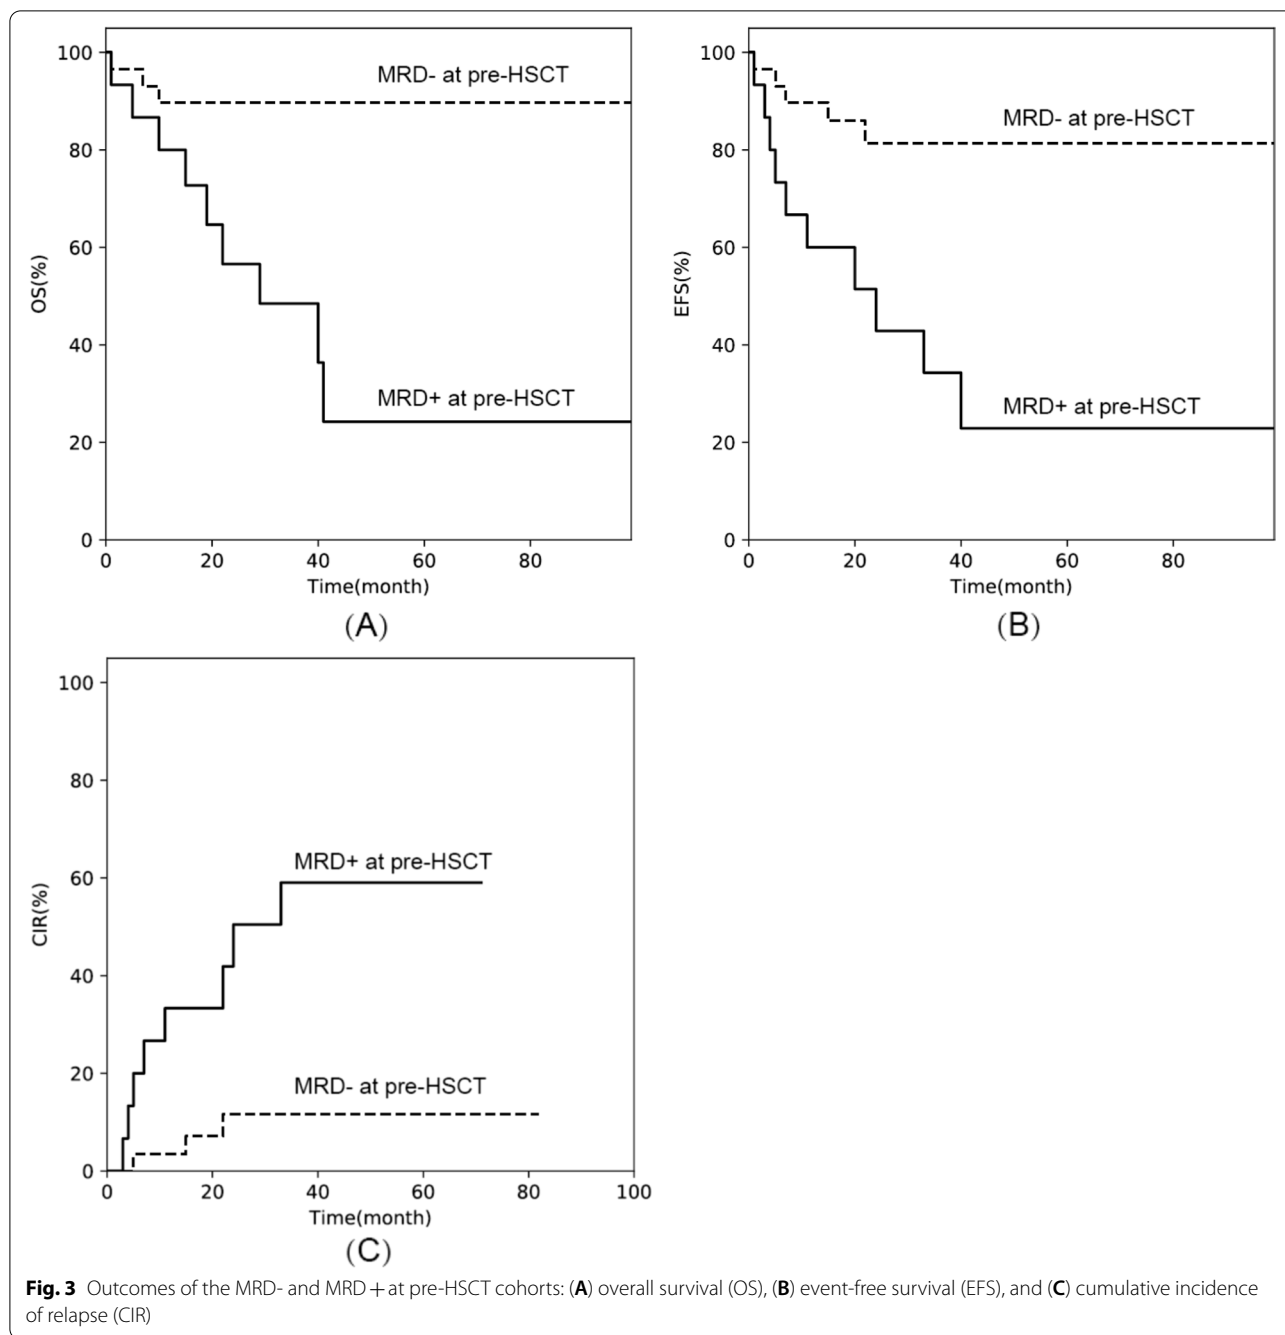 100
80
60
40
20
0
OS(%)
MRD- at pre-HSCT
MRD+ at pre-HSCT
0 20 40 60 80
Time(month)
(A)
100
80
60
40
20
0
EFS(%)
MRD- at pre-HSCT
MRD+ at pre-HSCT
0 20 40 60 80
Time(month)
(B)
100
80
60
40
20
0
CIR(%)
MRD+ at pre-HSCT
MRD- at pre-HSCT
0 20 40 60 80 100
Time(month)
(C)
Fig. 3 Outcomes of the MRD- and MRD + at pre-HSCT cohorts: (A) overall survival (OS), (B) event-free survival (EFS), and (C) cumulative incidence
of relapse (CIR)